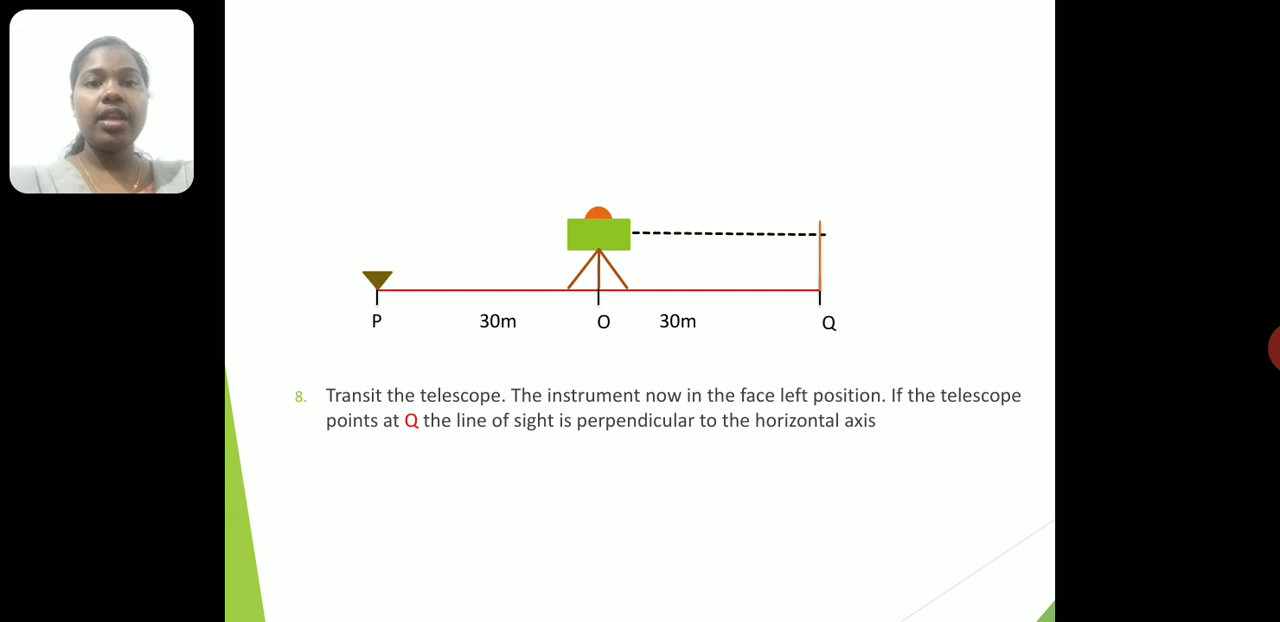 P 30m O 30m Q
8. Transit the telescope. The instrument now in the face left position. If the telescope
points at Q the line of sight is perpendicular to the horizontal axis